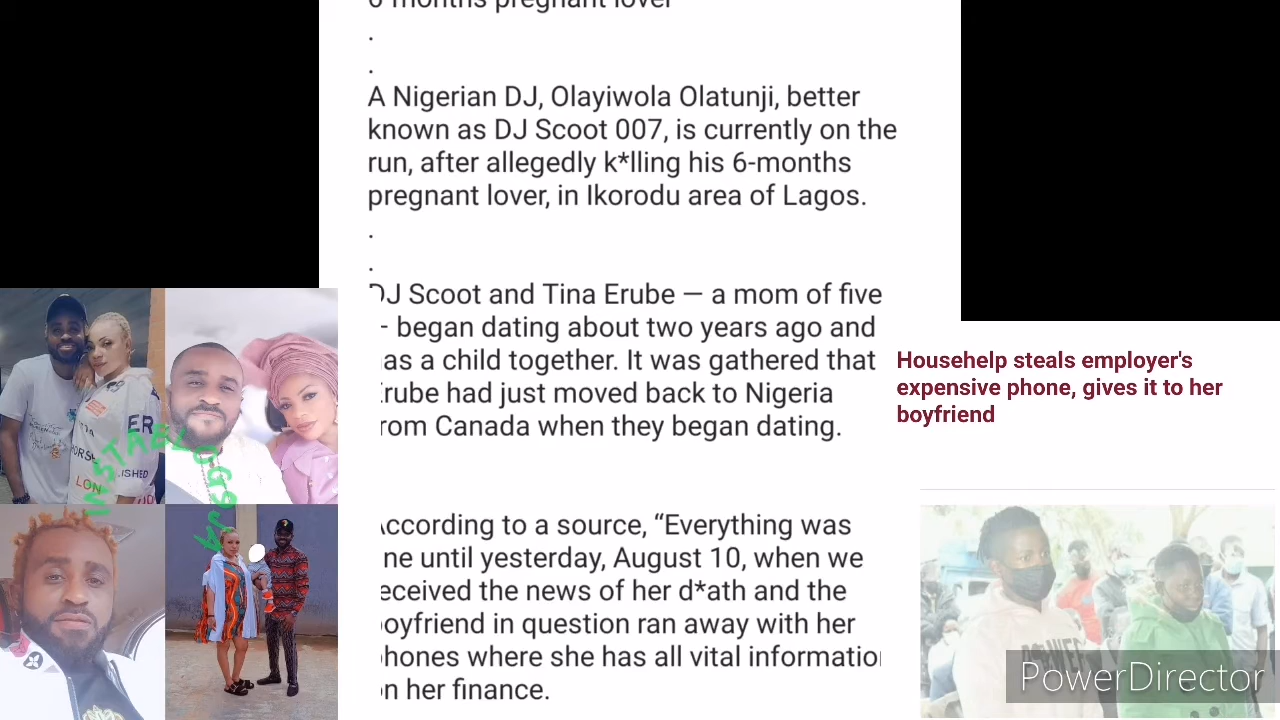 6 months pregnant lover
.
.
A Nigerian DJ, Olayiwola Olatunji, better
known as DJ Scoot 007, is currently on the
run, after allegedly k*lling his 6-months
pregnant lover, in Ikorodu area of Lagos.
.
.
DJ Scoot and Tina Erube — a mom of five
- began dating about two years ago and
as a child together. It was gathered that
Erube had just moved back to Nigeria
rom Canada when they began dating.
According to a source, “Everything was
ne until yesterday, August 10, when we
eceived the news of her d*ath and the
oyfriend in question ran away with her
hones where she has all vital informatio
n her finance.
Househelp steals employer's
expensive phone, gives it to her
boyfriend
INSTABLOG9JA
ER
LON
PowerDirector